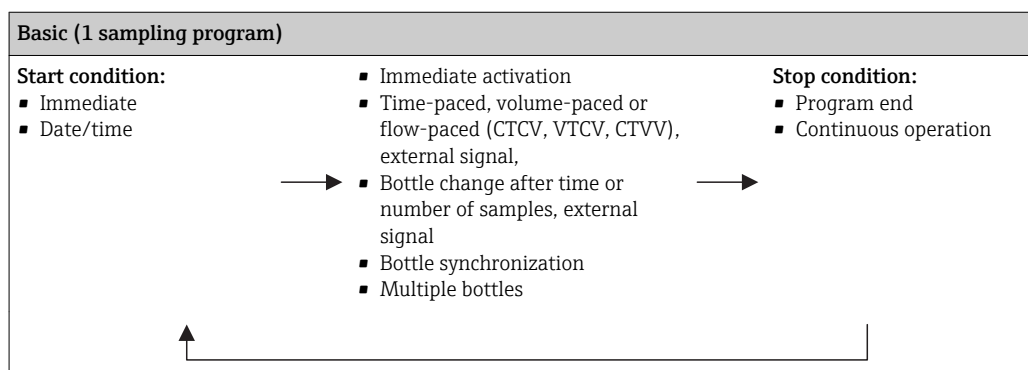 Basic (1 sampling program)
Start condition:
▪ Immediate
▪ Date/time
▪ Immediate activation
▪ Time-paced, volume-paced or
flow-paced (CTCV, VTCV, CTVV),
external signal,
▪ Bottle change after time or
number of samples, external
signal
▪ Bottle synchronization
▪ Multiple bottles
Stop condition:
▪ Program end
▪ Continuous operation